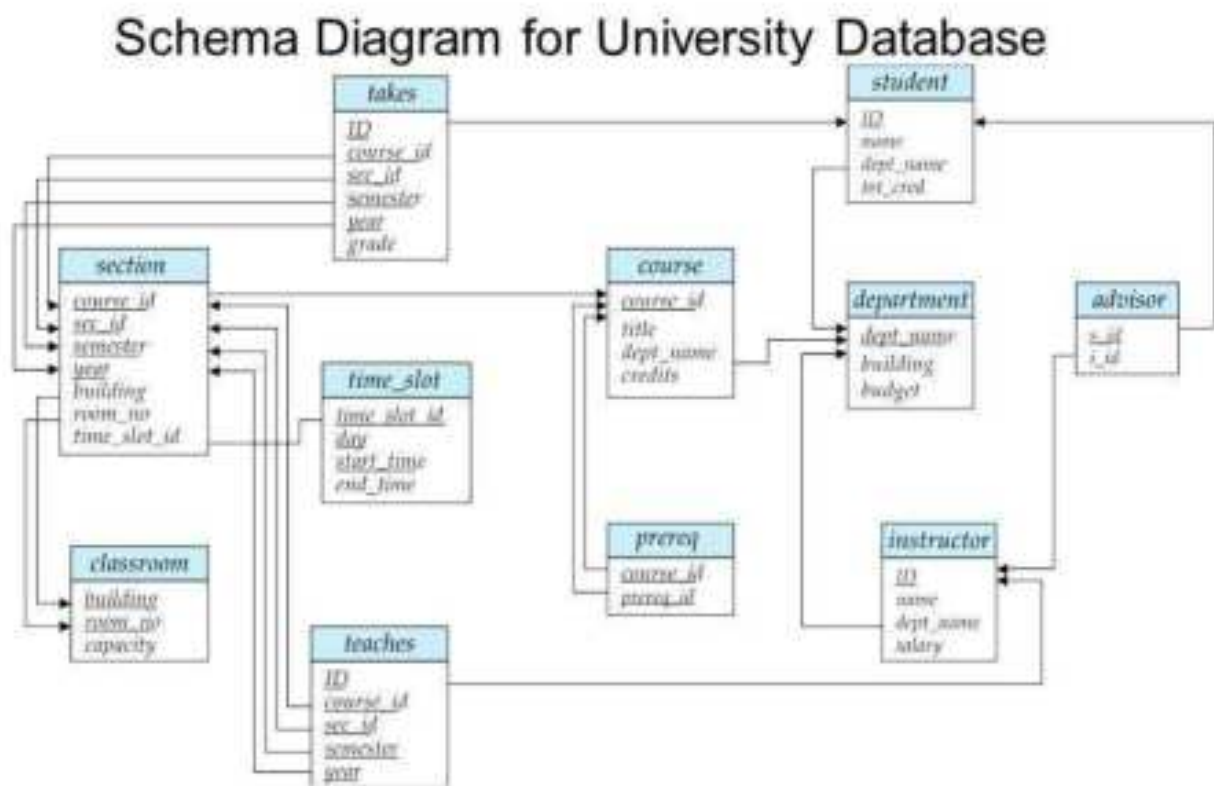 Schema Diagram for University Database
takes
ID
course_id
sec_id
semester
year
grade
student
ID
name
dept_name
tot_cred
section
course_id
sec_id
semester
year
building
room_no
time_slot_id
course
course_id
title
dept_name
credits
department
dept_name
building
budget
advisor
s_id
i_id
time_slot
time_slot_id
day
start_time
end_time
classroom
building
room_no
capacity
prereq
course_id
prereq_id
instructor
ID
name
dept_name
salary
teaches
ID
course_id
sec_id
semester
year